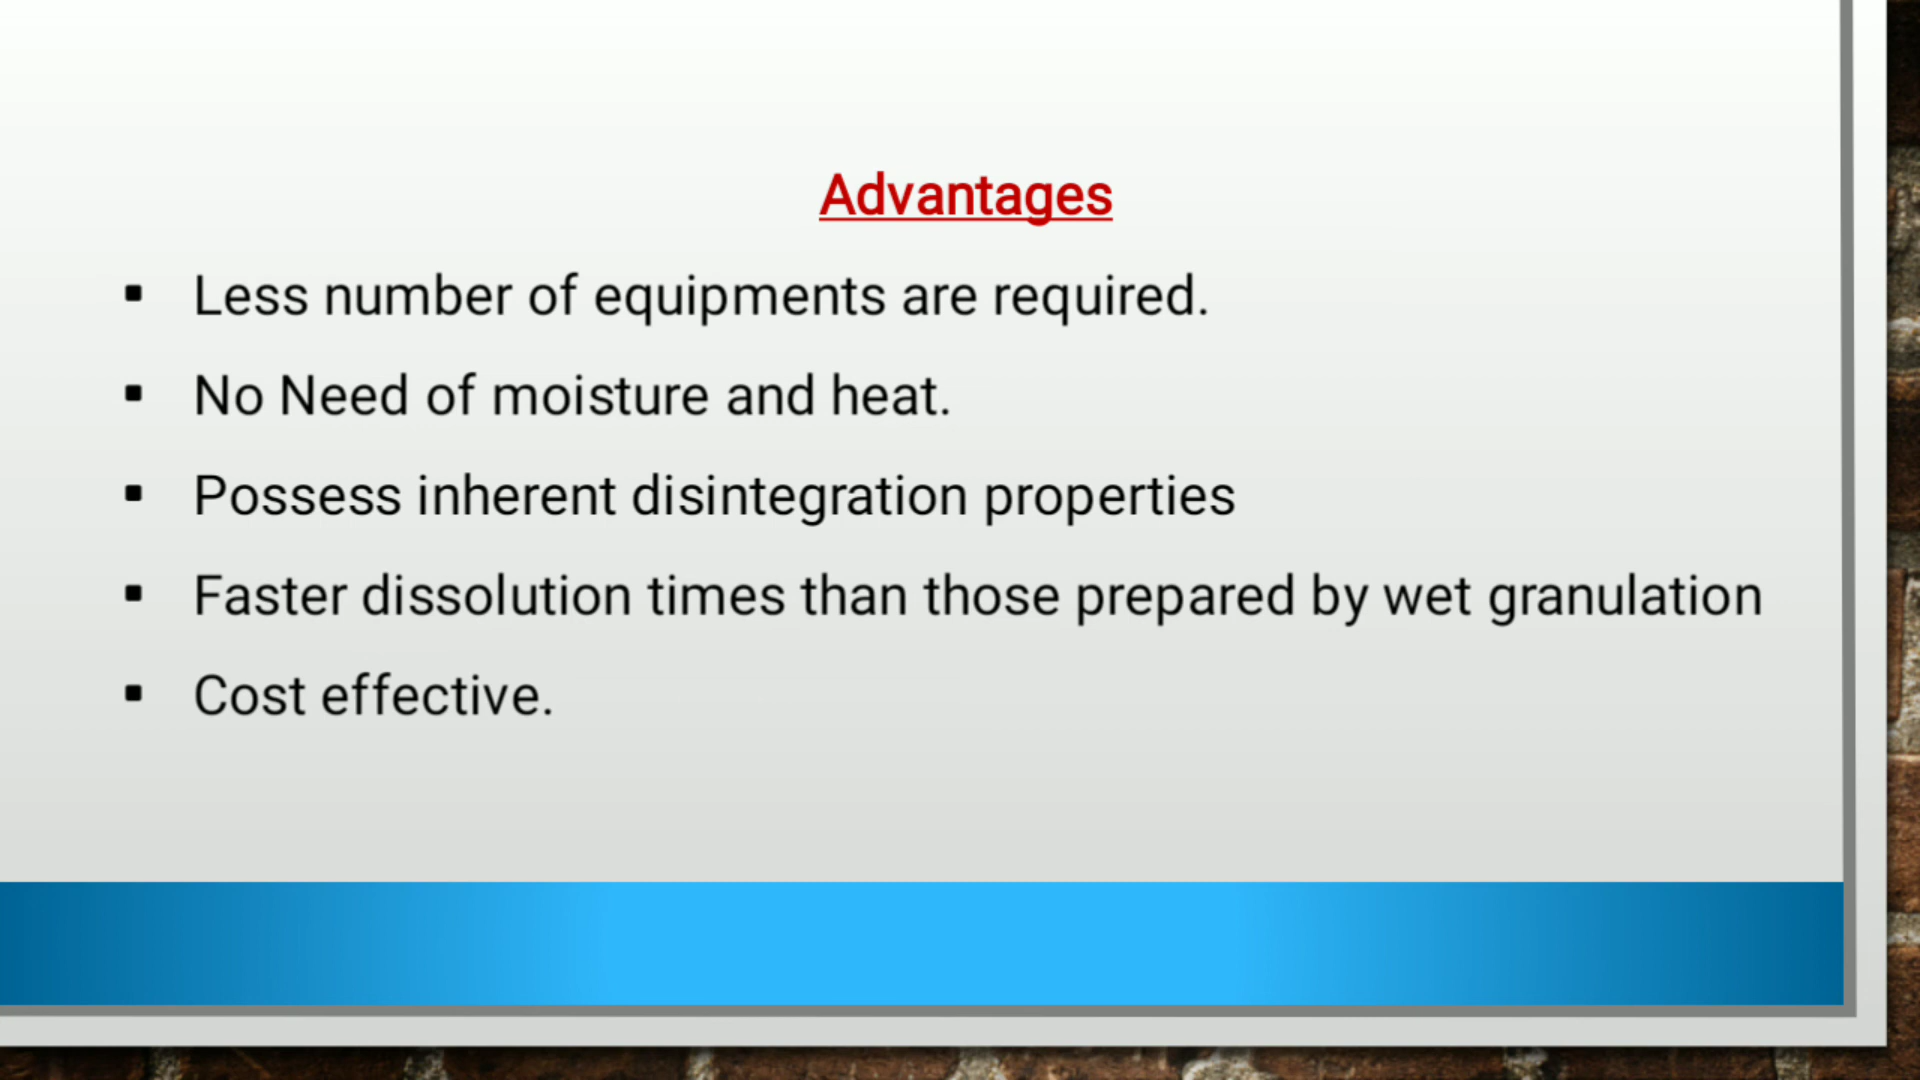 Advantages
▪ Less number of equipments are required.
▪ No Need of moisture and heat.
▪ Possess inherent disintegration properties
▪ Faster dissolution times than those prepared by wet granulation
▪ Cost effective.